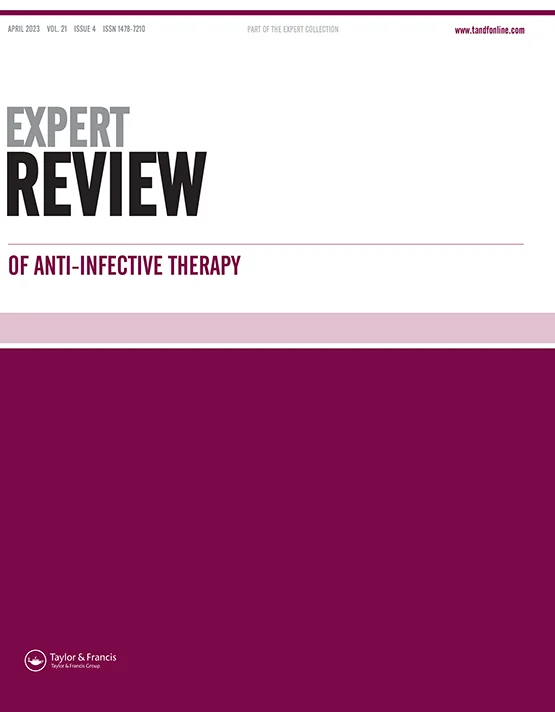 APRIL 2023 VOL. 21 ISSUE 4 ISSN 1478-7210 PART OF THE EXPERT COLLECTION www.tandfonline.com
EXPERT
REVIEW
OF ANTI-INFECTIVE THERAPY
Taylor & Francis
Taylor & Francis Group